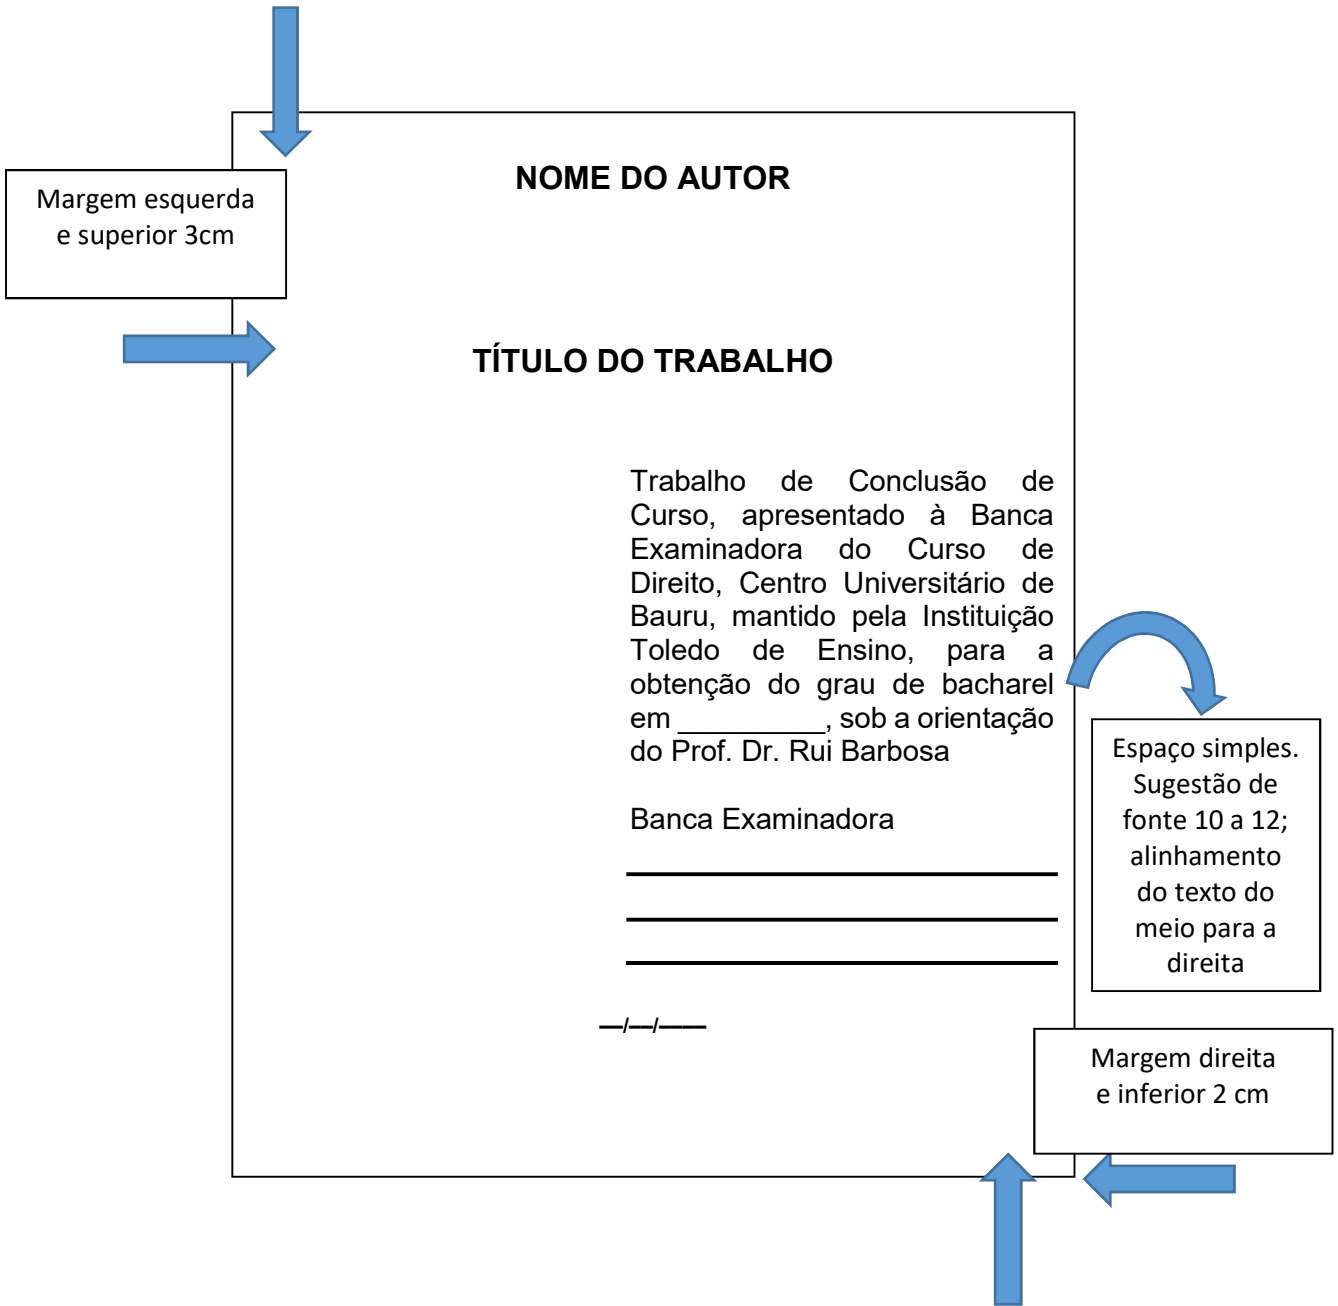 NOME DO AUTOR
Margem esquerda
e superior 3cm
TÍTULO DO TRABALHO
Trabalho de Conclusão de
Curso, apresentado à Banca
Examinadora do Curso de
Direito, Centro Universitário de
Bauru, mantido pela Instituição
Toledo de Ensino, para a
obtenção do grau de bacharel
em _________, sob a orientação
do Prof. Dr. Rui Barbosa
Banca Examinadora
Espaço simples.
Sugestão de
fonte 10 a 12;
alinhamento
do texto do
meio para a
direita
__/__/____
Margem direita
e inferior 2 cm